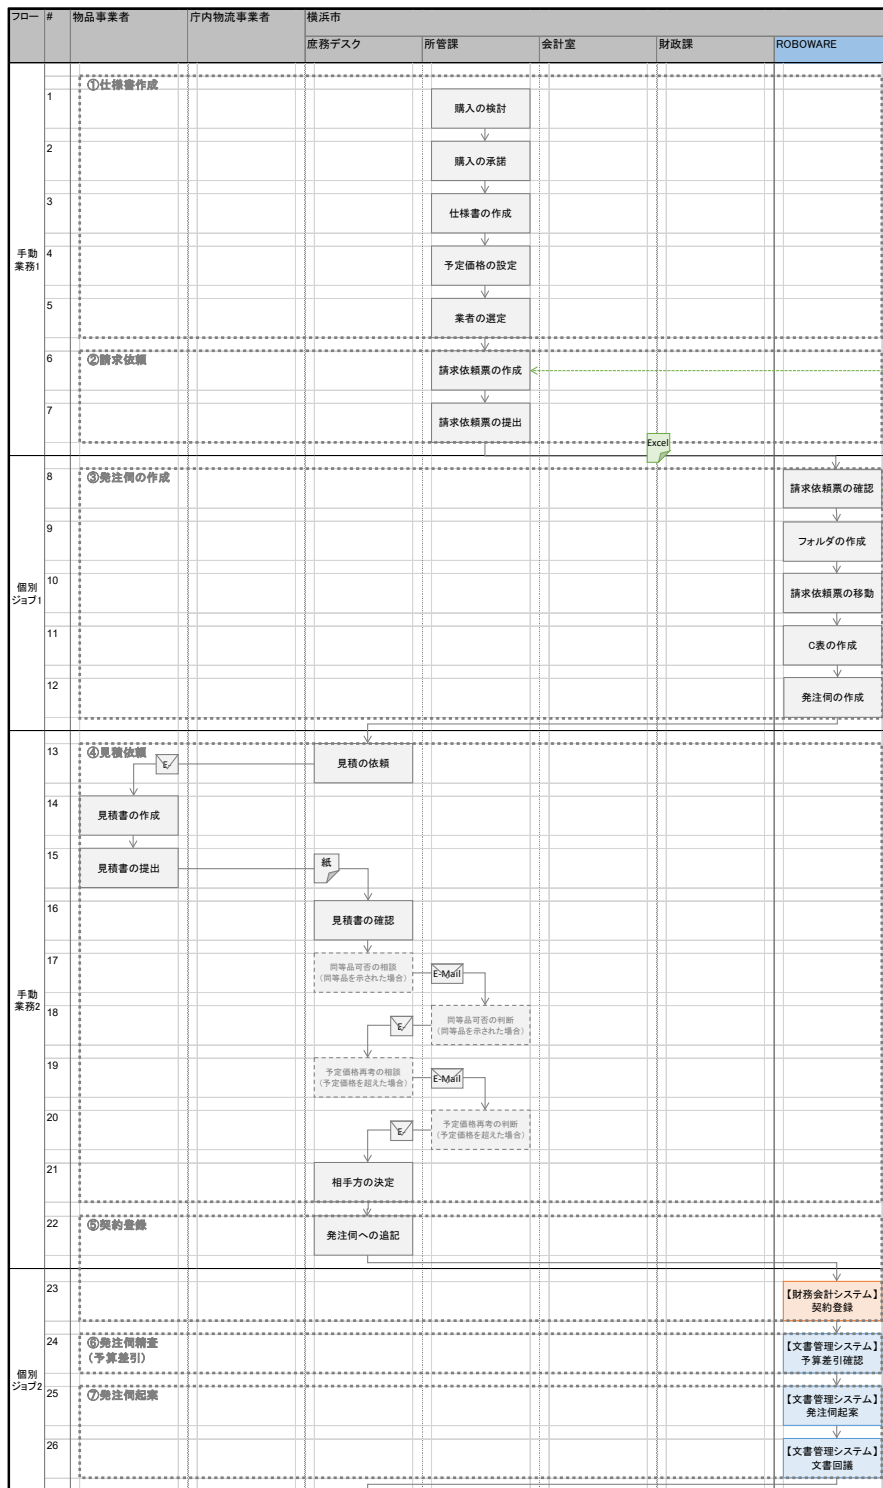 フロー # 物品事業者 庁内物流事業者 横浜市
庶務デスク 所管課 会計室 財政課 ROBOWARE
手動
業務1
①仕様書作成
1 購入の検討
2 購入の承諾
3 仕様書の作成
4 予定価格の設定
5 業者の選定
②請求依頼
6 請求依頼票の作成
7 請求依頼票の提出
Excel
個別
ジョブ1
③発注伺の作成
8 請求依頼票の確認
9 フォルダの作成
10 請求依頼票の移動
11 C表の作成
12 発注伺の作成
手動
業務2
④見積依頼
13 E- 見積の依頼
14 見積書の作成
15 見積書の提出 紙
16 見積書の確認
17 同等品可否の相談
(同等品を示された場合)
E-Mail
18 同等品可否の判断
(同等品を示された場合)
E-
19 予定価格再考の相談
(予定価格を超えた場合)
E-Mail
20 予定価格再考の判断
(予定価格を超えた場合)
E-
21 相手方の決定
⑤契約登録
22 発注伺への追記
個別
ジョブ2
23 【財務会計システム】
契約登録
⑥発注伺精査
(予算差引)
24 【文書管理システム】
予算差引確認
⑦発注伺起案
25 【文書管理システム】
発注伺起案
26 【文書管理システム】
文書回議